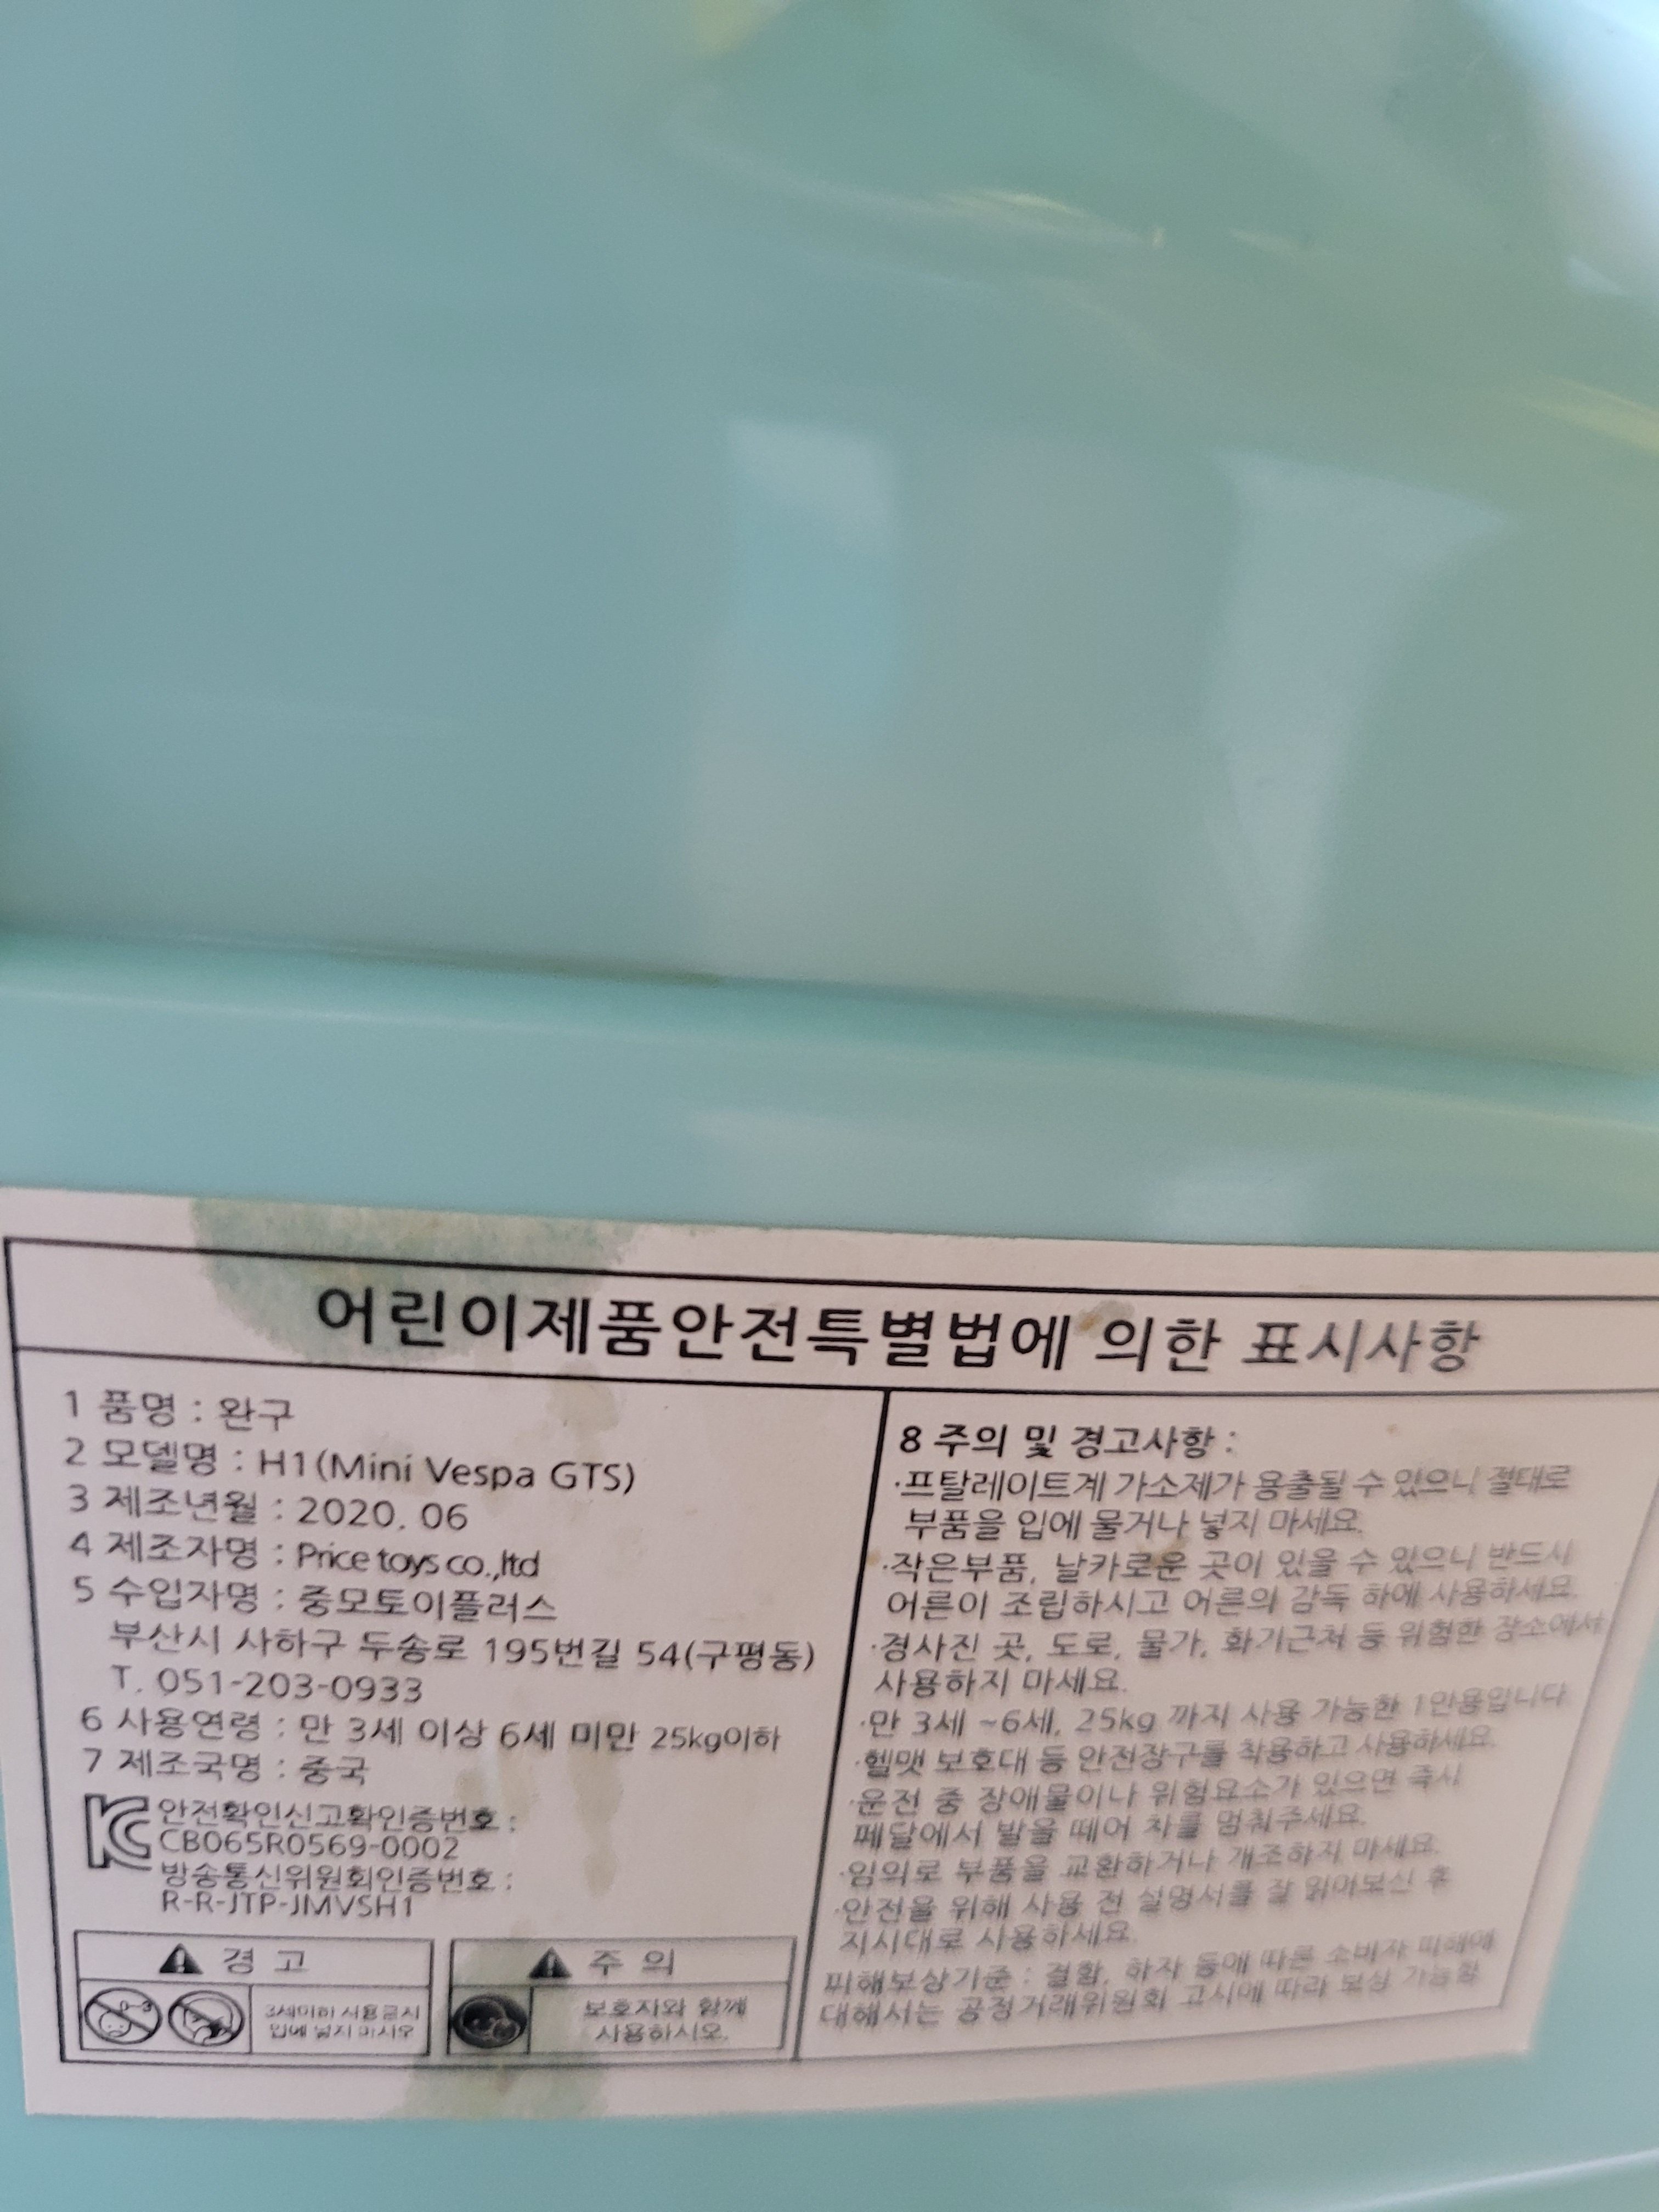 어린이제품안전특별법에 의한 표시사항
1 품명 : 완구
2 모델명 : H1(Mini Vespa GTS)
3 제조년월 : 2020. 06
4 제조자명 : Price toys co.,ltd
5 수입자명 : 중모토이플러스
부산시 사하구 두송로 195번길 54(구평동)
T. 051-203-0933
6 사용연령 : 만 3세 이상 6세 미만 25kg이하
7 제조국명 : 중국
안전확인신고확인증번호 :
CB065R0569-0002
방송통신위원회인증번호 :
R-R-JTP-JMVSH1
경 고
3세이하 사용금시
입에 넣지 마시오
주 의
보호자와 함께
사용하시오.
8 주의 및 경고사항 :
·프탈레이트계 가소제가 용출될 수 있으니 절대로
부품을 입에 물거나 넣지 마세요.
·작은부품, 날카로운 곳이 있을 수 있으니 반드시
어른이 조립하시고 어른의 감독 하에 사용하세요.
·경사진 곳, 도로, 물가, 화기근처 등 위험한 장소에서
사용하지 마세요.
·만 3세 ~6세, 25kg 까지 사용 가능한 1인용입니다
·헬맷 보호대 등 안전장구를 착용하고 사용하세요.
·운전 중 장애물이나 위험요소가 있으면 즉시
페달에서 발을 떼어 차를 멈춰주세요.
·임의로 부품을 교환하거나 개조하지 마세요.
·안전을 위해 사용 전 설명서를 잘 읽어보신 후
지시대로 사용하세요.
피해보상기준 : 결함, 하자 등에 따른 소비자 피해에
대해서는 공정거래위원회 고시에 따라 보상 가능함